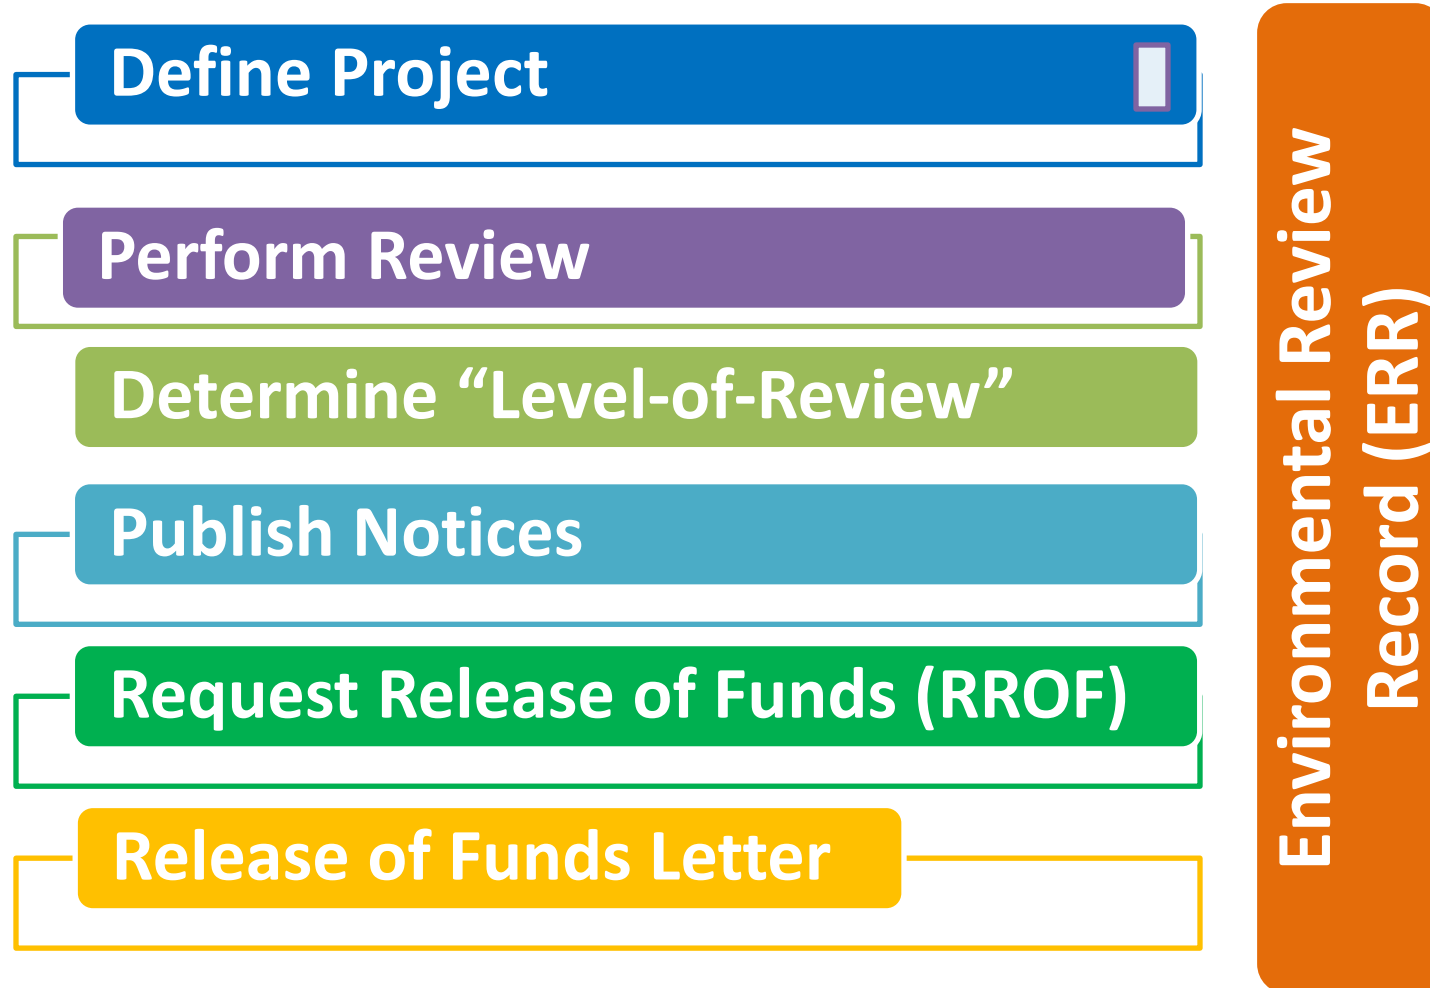 Define Project
Perform Review
Determine “Level-of-Review”
Publish Notices
Request Release of Funds (RROF)
Release of Funds Letter
Environmental Review
Record (ERR)